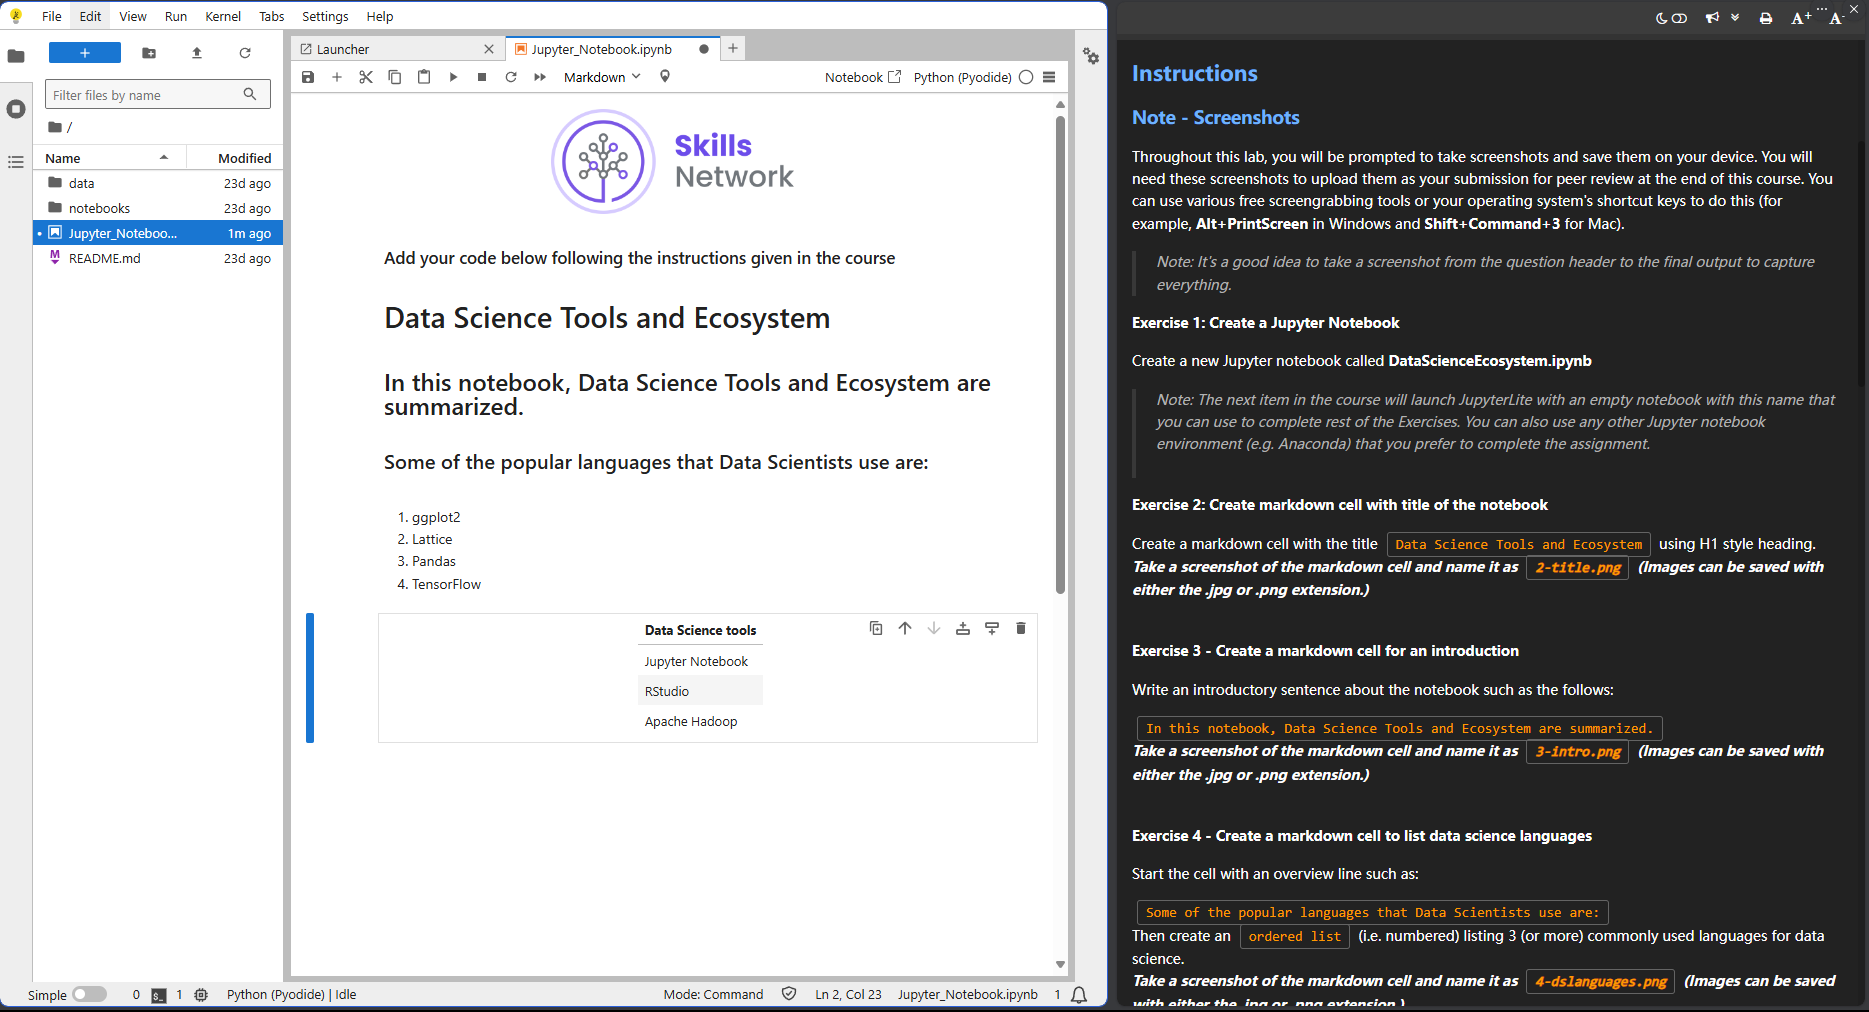 File Edit View Run Kernel Tabs Settings Help
+
Filter files by name
/
Name Modified
data 23d ago
notebooks 23d ago
Jupyter_Noteboo... 1m ago
README.md 23d ago
Launcher
Jupyter_Notebook.ipynb
Markdown
Notebook
Python (Pyodide)
Skills
Network
Add your code below following the instructions given in the course
Data Science Tools and Ecosystem
In this notebook, Data Science Tools and Ecosystem are
summarized.
Some of the popular languages that Data Scientists use are:
1. ggplot2
2. Lattice
3. Pandas
4. TensorFlow
Data Science tools
Jupyter Notebook
RStudio
Apache Hadoop
Simple 0 $_ 1 Python (Pyodide) | Idle Mode: Command Ln 2, Col 23 Jupyter_Notebook.ipynb 1
A+ A-
Instructions
Note - Screenshots
Throughout this lab, you will be prompted to take screenshots and save them on your device. You will
need these screenshots to upload them as your submission for peer review at the end of this course. You
can use various free screengrabbing tools or your operating system's shortcut keys to do this (for
example, Alt+PrintScreen in Windows and Shift+Command+3 for Mac).
Note: It's a good idea to take a screenshot from the question header to the final output to capture
everything.
Exercise 1: Create a Jupyter Notebook
Create a new Jupyter notebook called DataScienceEcosystem.ipynb
Note: The next item in the course will launch JupyterLite with an empty notebook with this name that
you can use to complete rest of the Exercises. You can also use any other Jupyter notebook
environment (e.g. Anaconda) that you prefer to complete the assignment.
Exercise 2: Create markdown cell with title of the notebook
Create a markdown cell with the title Data Science Tools and Ecosystem using H1 style heading.
Take a screenshot of the markdown cell and name it as 2-title.png (Images can be saved with
either the .jpg or .png extension.)
Exercise 3 - Create a markdown cell for an introduction
Write an introductory sentence about the notebook such as the follows:
In this notebook, Data Science Tools and Ecosystem are summarized.
Take a screenshot of the markdown cell and name it as 3-intro.png (Images can be saved with
either the .jpg or .png extension.)
Exercise 4 - Create a markdown cell to list data science languages
Start the cell with an overview line such as:
Some of the popular languages that Data Scientists use are:
Then create an ordered list (i.e. numbered) listing 3 (or more) commonly used languages for data
science.
Take a screenshot of the markdown cell and name it as 4-dslanguages.png (Images can be saved
with either the .jpg or .png extension.)